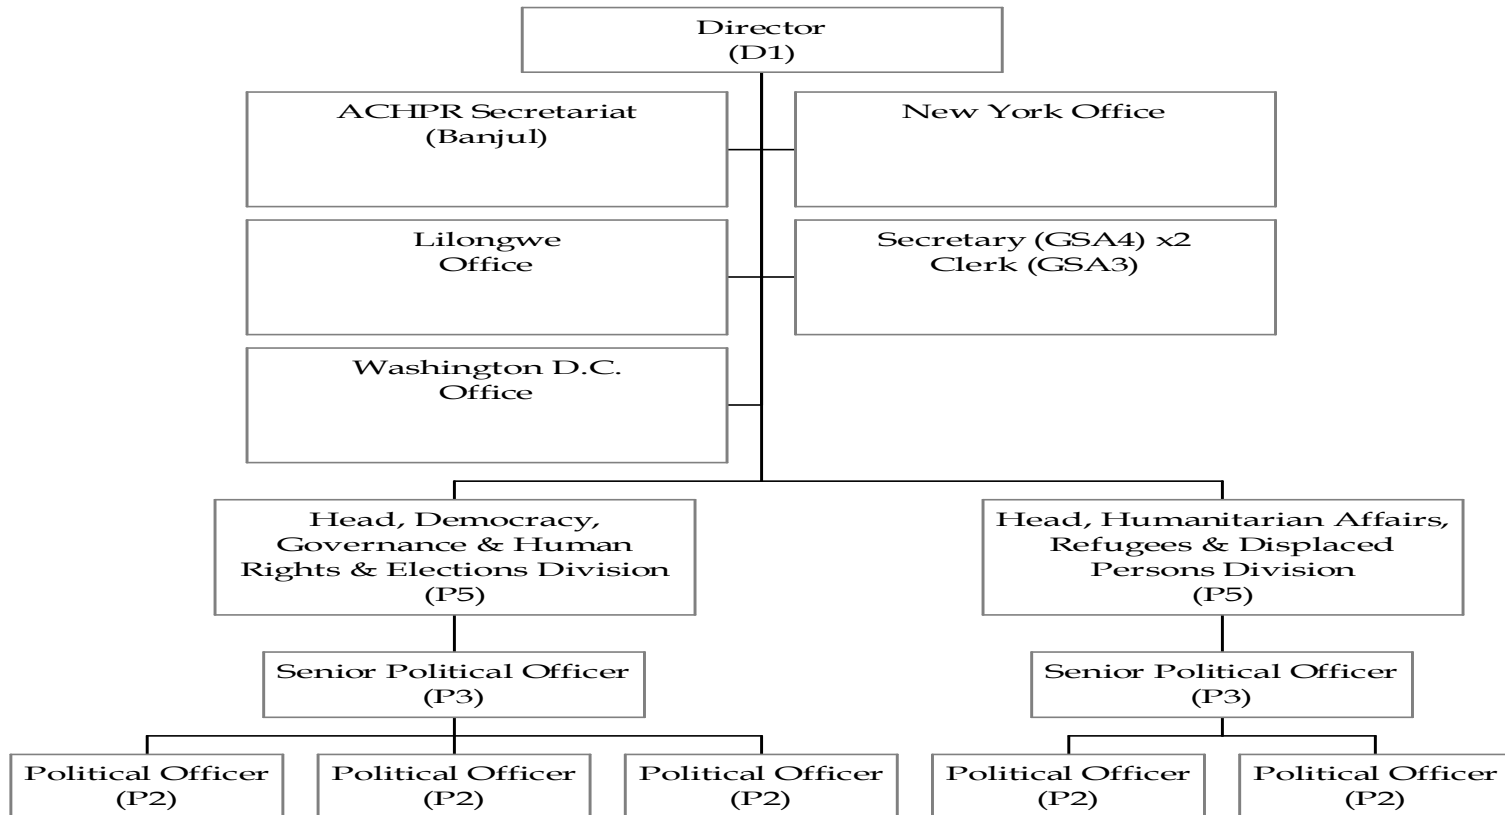 Director
(D1)
ACHPR Secretariat
(Banjul)
New York Office
Lilongwe
Office
Secretary (GSA4) x2
Clerk (GSA3)
Washington D.C.
Office
Head, Democracy,
Governance & Human
Rights & Elections Division
(P5)
Head, Humanitarian Affairs,
Refugees & Displaced
Persons Division
(P5)
Senior Political Officer
(P3)
Senior Political Officer
(P3)
Political Officer
(P2)
Political Officer
(P2)
Political Officer
(P2)
Political Officer
(P2)
Political Officer
(P2)